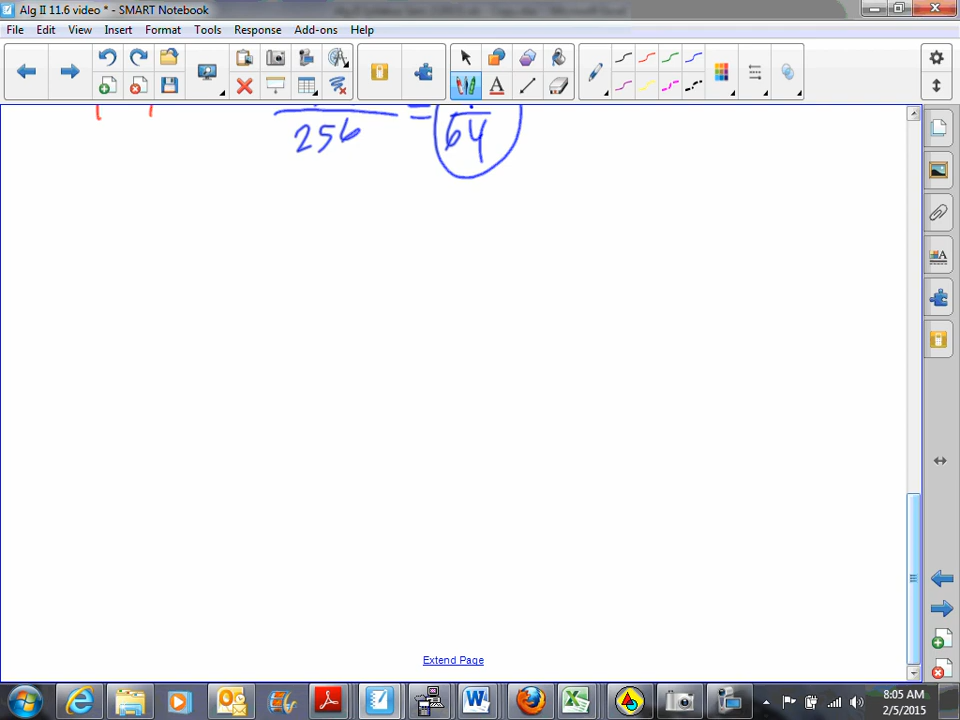 Alg II 11.6 video * - SMART Notebook
File Edit View Insert Format Tools Response Add-ons Help
256 = 64
Extend Page
8:05 AM
2/5/2015